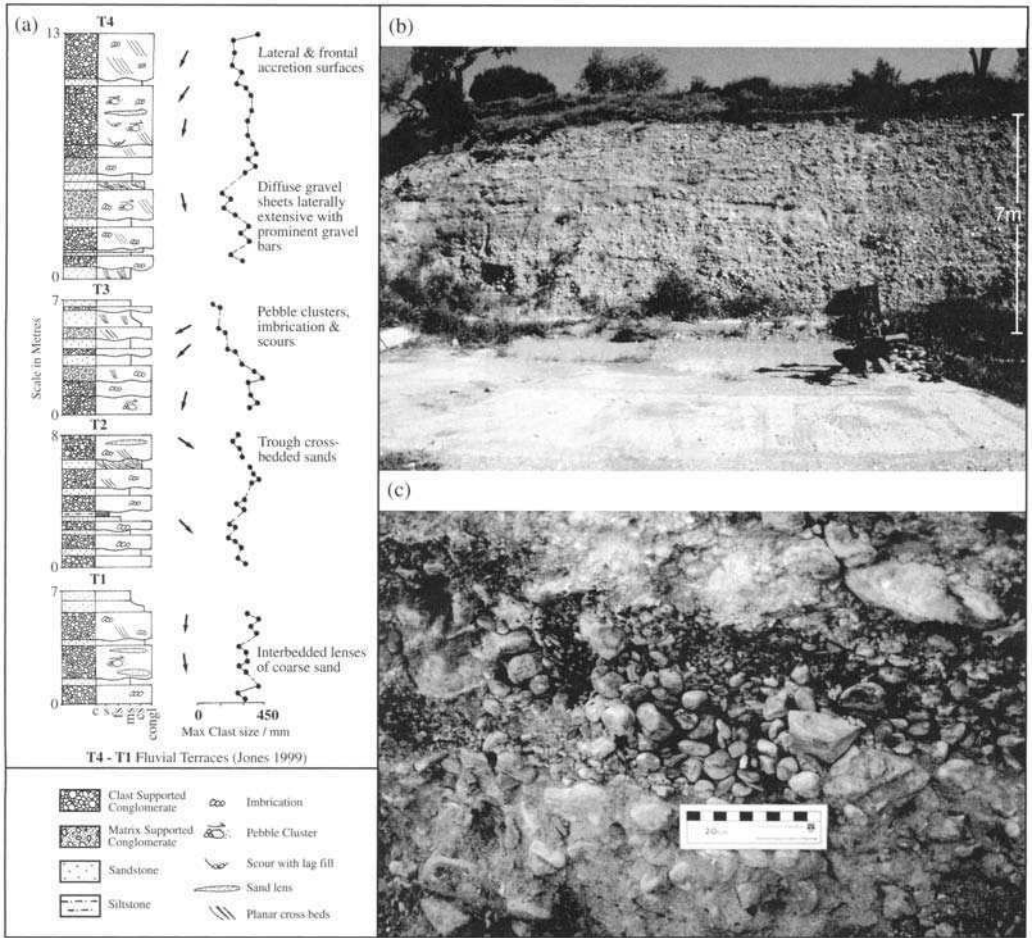 (a)
T4
13
Lateral & frontal
accretion surfaces
Diffuse gravel
sheets laterally
extensive with
prominent gravel
bars
0
T3
7
Pebble clusters,
imbrication &
scours
Scale in Metres
0
T2
8
Trough cross-
bedded sands
0
T1
7
Interbedded lenses
of coarse sand
0
c
s
fs
ms
cs
congl
0
450
Max Clast size / mm
T4 - T1 Fluvial Terraces (Jones 1999)
Clast Supported
Conglomerate
Matrix Supported
Conglomerate
Sandstone
Siltstone
Imbrication
Pebble Cluster
Scour with lag fill
Sand lens
Planar cross beds
(b)
7m
(c)
20cm